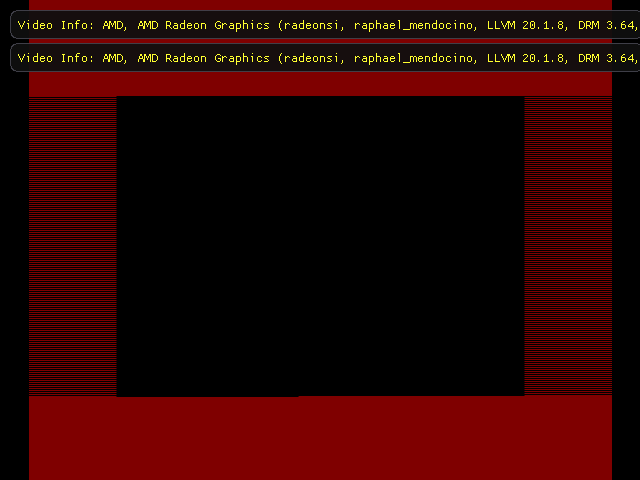 Video Info: AMD, AMD Radeon Graphics (radeonsi, raphael_mendocino, LLVM 20.1.8, DRM 3.64,
Video Info: AMD, AMD Radeon Graphics (radeonsi, raphael_mendocino, LLVM 20.1.8, DRM 3.64,